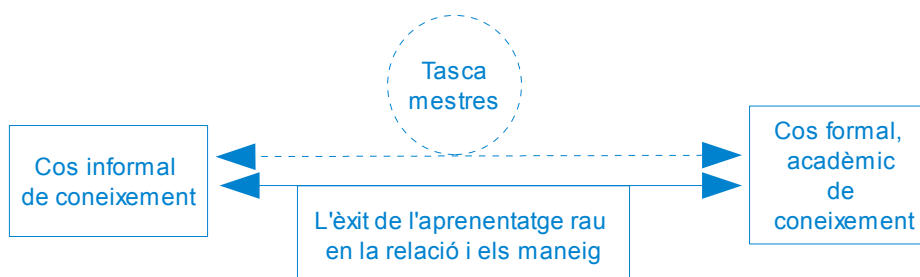 Tasca
mestres
Cos informal
de coneixement
Cos formal,
acadèmic
de
coneixement
L'èxit de l'aprenentatge rau
en la relació i els maneig